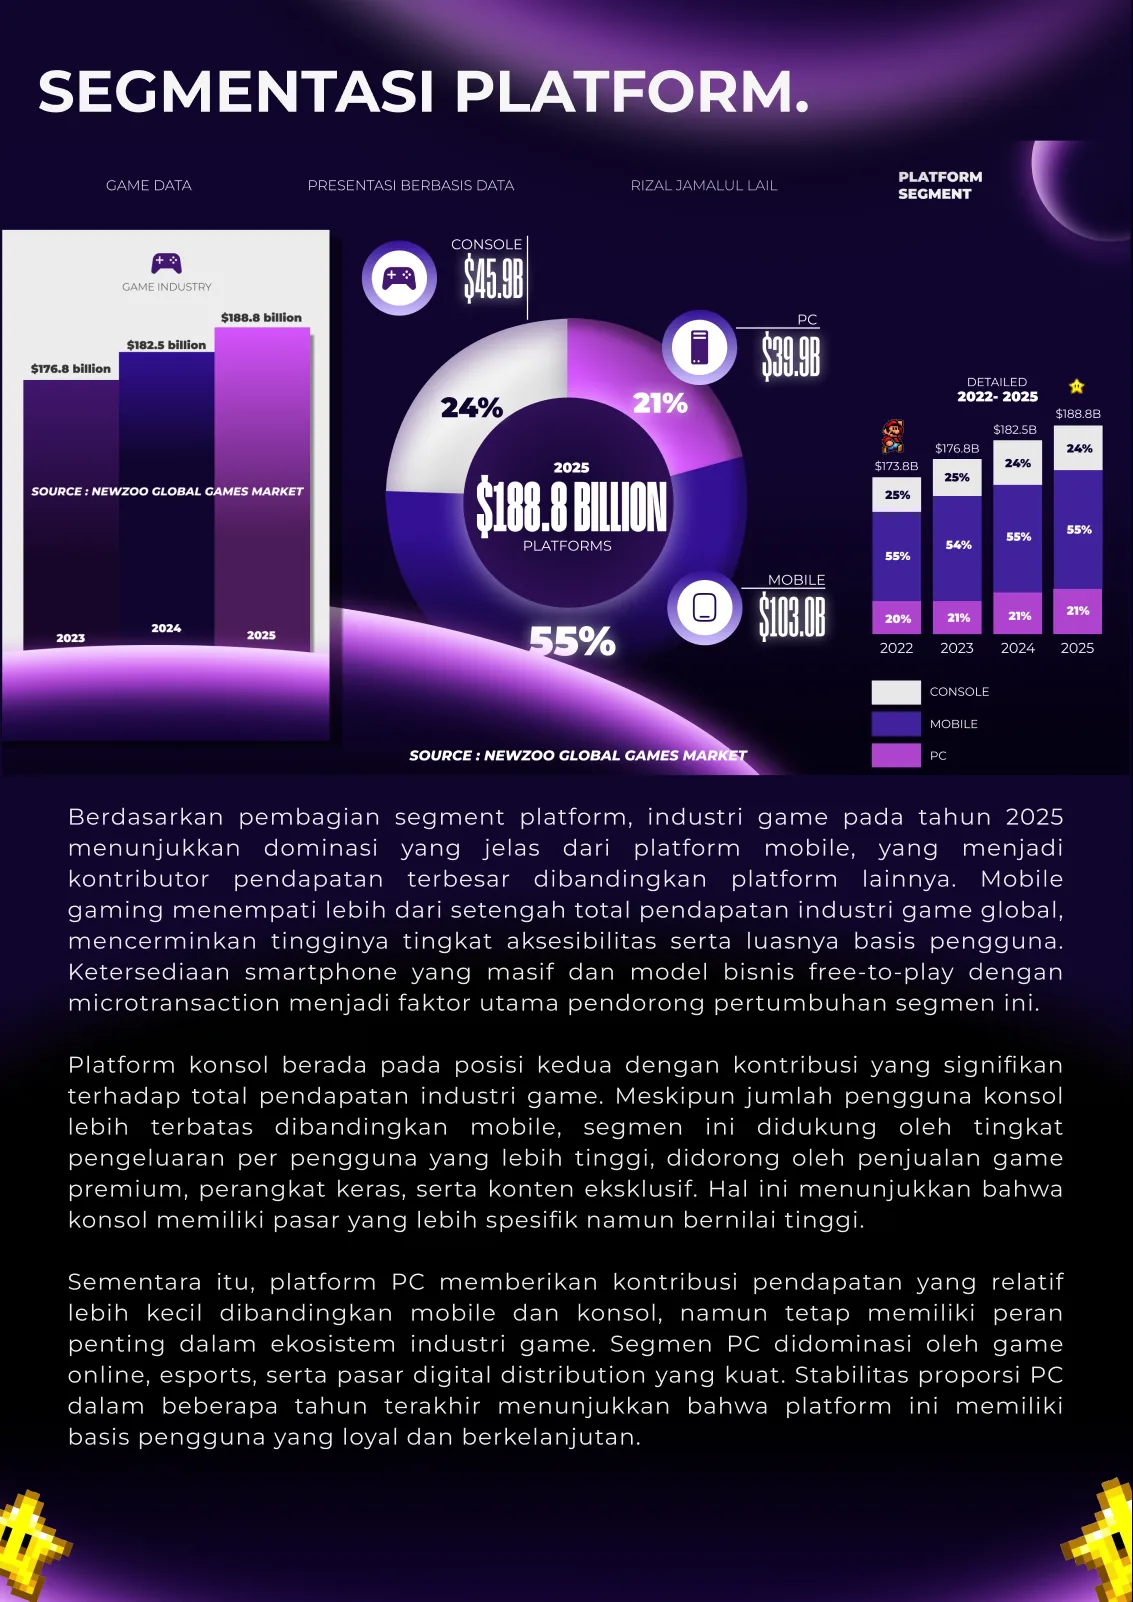 SEGMENTASI PLATFORM.
GAME DATA
PRESENTASI BERBASIS DATA
RIZAL JAMALUL LAIL
PLATFORM
SEGMENT
GAME INDUSTRY
$188.8 billion
$182.5 billion
$176.8 billion
SOURCE : NEWZOO GLOBAL GAMES MARKET
2023
2024
2025
CONSOLE
$45.9B
PC
$39.9B
24%
21%
2025
$188.8 BILLION
PLATFORMS
MOBILE
$103.0B
55%
SOURCE : NEWZOO GLOBAL GAMES MARKET
DETAILED
2022- 2025
$173.8B
$176.8B
$182.5B
$188.8B
25%
25%
24%
24%
55%
54%
55%
55%
20%
21%
21%
21%
2022
2023
2024
2025
CONSOLE
MOBILE
PC
Berdasarkan pembagian segment platform, industri game pada tahun 2025
menunjukkan dominasi yang jelas dari platform mobile, yang menjadi
kontributor pendapatan terbesar dibandingkan platform lainnya. Mobile
gaming menempati lebih dari setengah total pendapatan industri game global,
mencerminkan tingginya tingkat aksesibilitas serta luasnya basis pengguna.
Ketersediaan smartphone yang masif dan model bisnis free-to-play dengan
microtransaction menjadi faktor utama pendorong pertumbuhan segmen ini.
Platform konsol berada pada posisi kedua dengan kontribusi yang signifikan
terhadap total pendapatan industri game. Meskipun jumlah pengguna konsol
lebih terbatas dibandingkan mobile, segmen ini didukung oleh tingkat
pengeluaran per pengguna yang lebih tinggi, didorong oleh penjualan game
premium, perangkat keras, serta konten eksklusif. Hal ini menunjukkan bahwa
konsol memiliki pasar yang lebih spesifik namun bernilai tinggi.
Sementara itu, platform PC memberikan kontribusi pendapatan yang relatif
lebih kecil dibandingkan mobile dan konsol, namun tetap memiliki peran
penting dalam ekosistem industri game. Segmen PC didominasi oleh game
online, esports, serta pasar digital distribution yang kuat. Stabilitas proporsi PC
dalam beberapa tahun terakhir menunjukkan bahwa platform ini memiliki
basis pengguna yang loyal dan berkelanjutan.